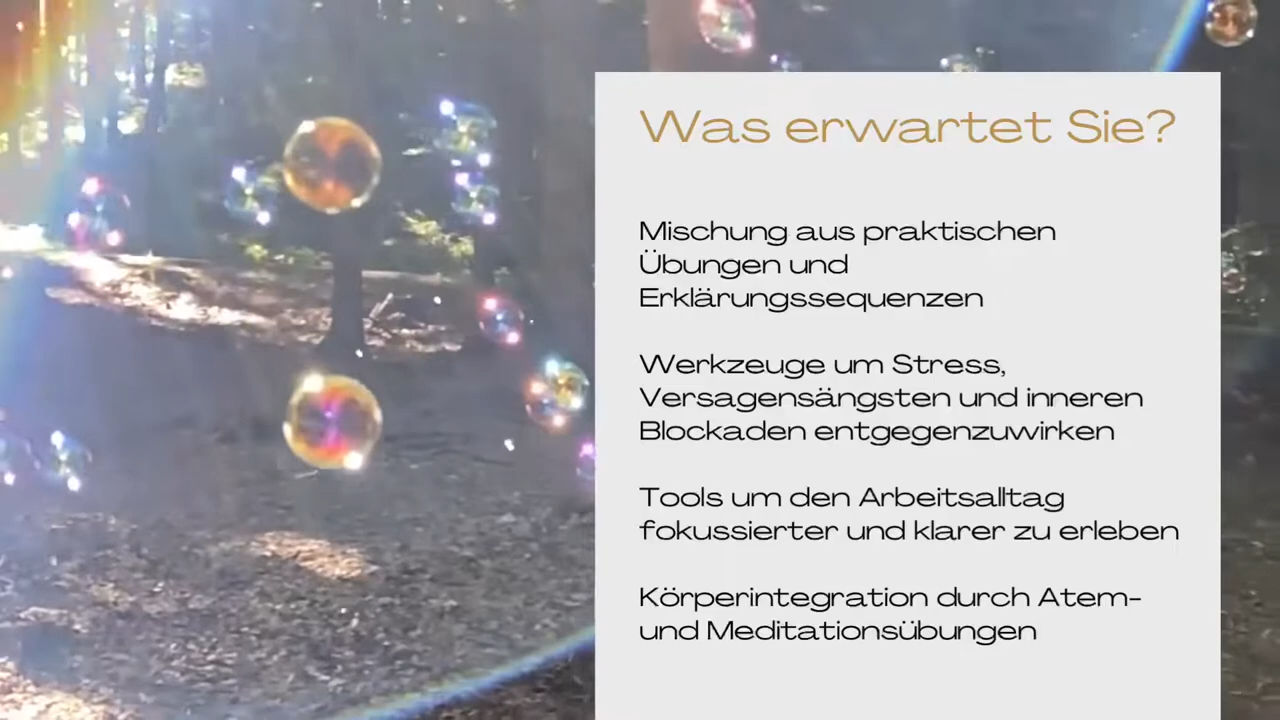 Was erwartet Sie?
Mischung aus praktischen
Übungen und
Erklärungssequenzen
Werkzeuge um Stress,
Versagensängsten und inneren
Blockaden entgegenzuwirken
Tools um den Arbeitsalltag
fokussierter und klarer zu erleben
Körperintegration durch Atem-
und Meditationsübungen